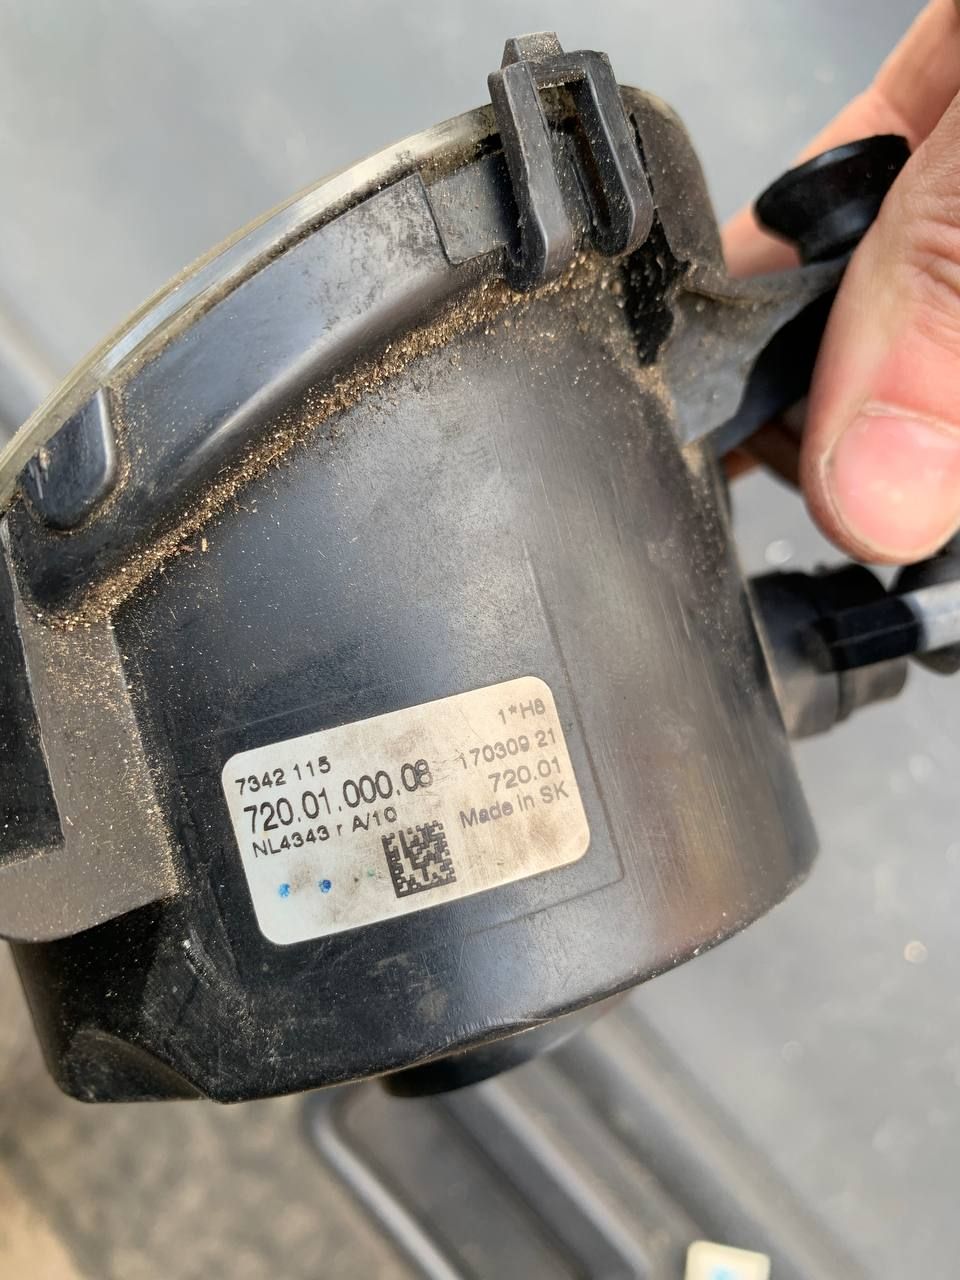 7342 115
720.01.000.08
NL4343 r A/10
1*H8
170309 21
720.01
Made in SK